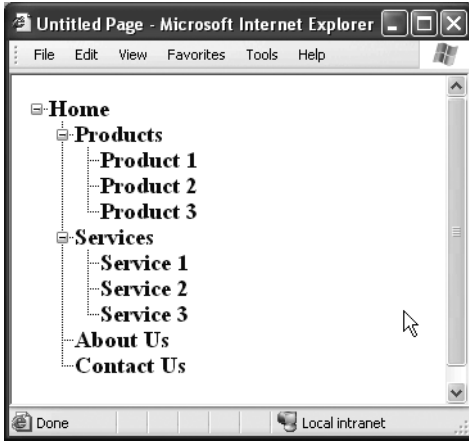 Untitled Page - Microsoft Internet Explorer
File Edit View Favorites Tools Help
Home
Products
Product 1
Product 2
Product 3
Services
Service 1
Service 2
Service 3
About Us
Contact Us
Done Local intranet